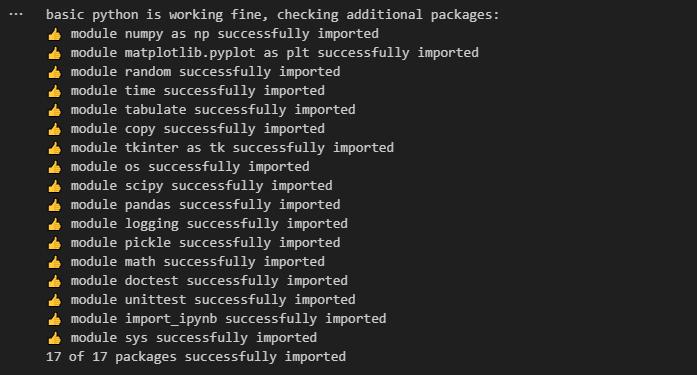 ... basic python is working fine, checking additional packages:
👍 module numpy as np successfully imported
👍 module matplotlib.pyplot as plt successfully imported
👍 module random successfully imported
👍 module time successfully imported
👍 module tabulate successfully imported
👍 module copy successfully imported
👍 module tkinter as tk successfully imported
👍 module os successfully imported
👍 module scipy successfully imported
👍 module pandas successfully imported
👍 module logging successfully imported
👍 module pickle successfully imported
👍 module math successfully imported
👍 module doctest successfully imported
👍 module unittest successfully imported
👍 module import_ipynb successfully imported
👍 module sys successfully imported
17 of 17 packages successfully imported